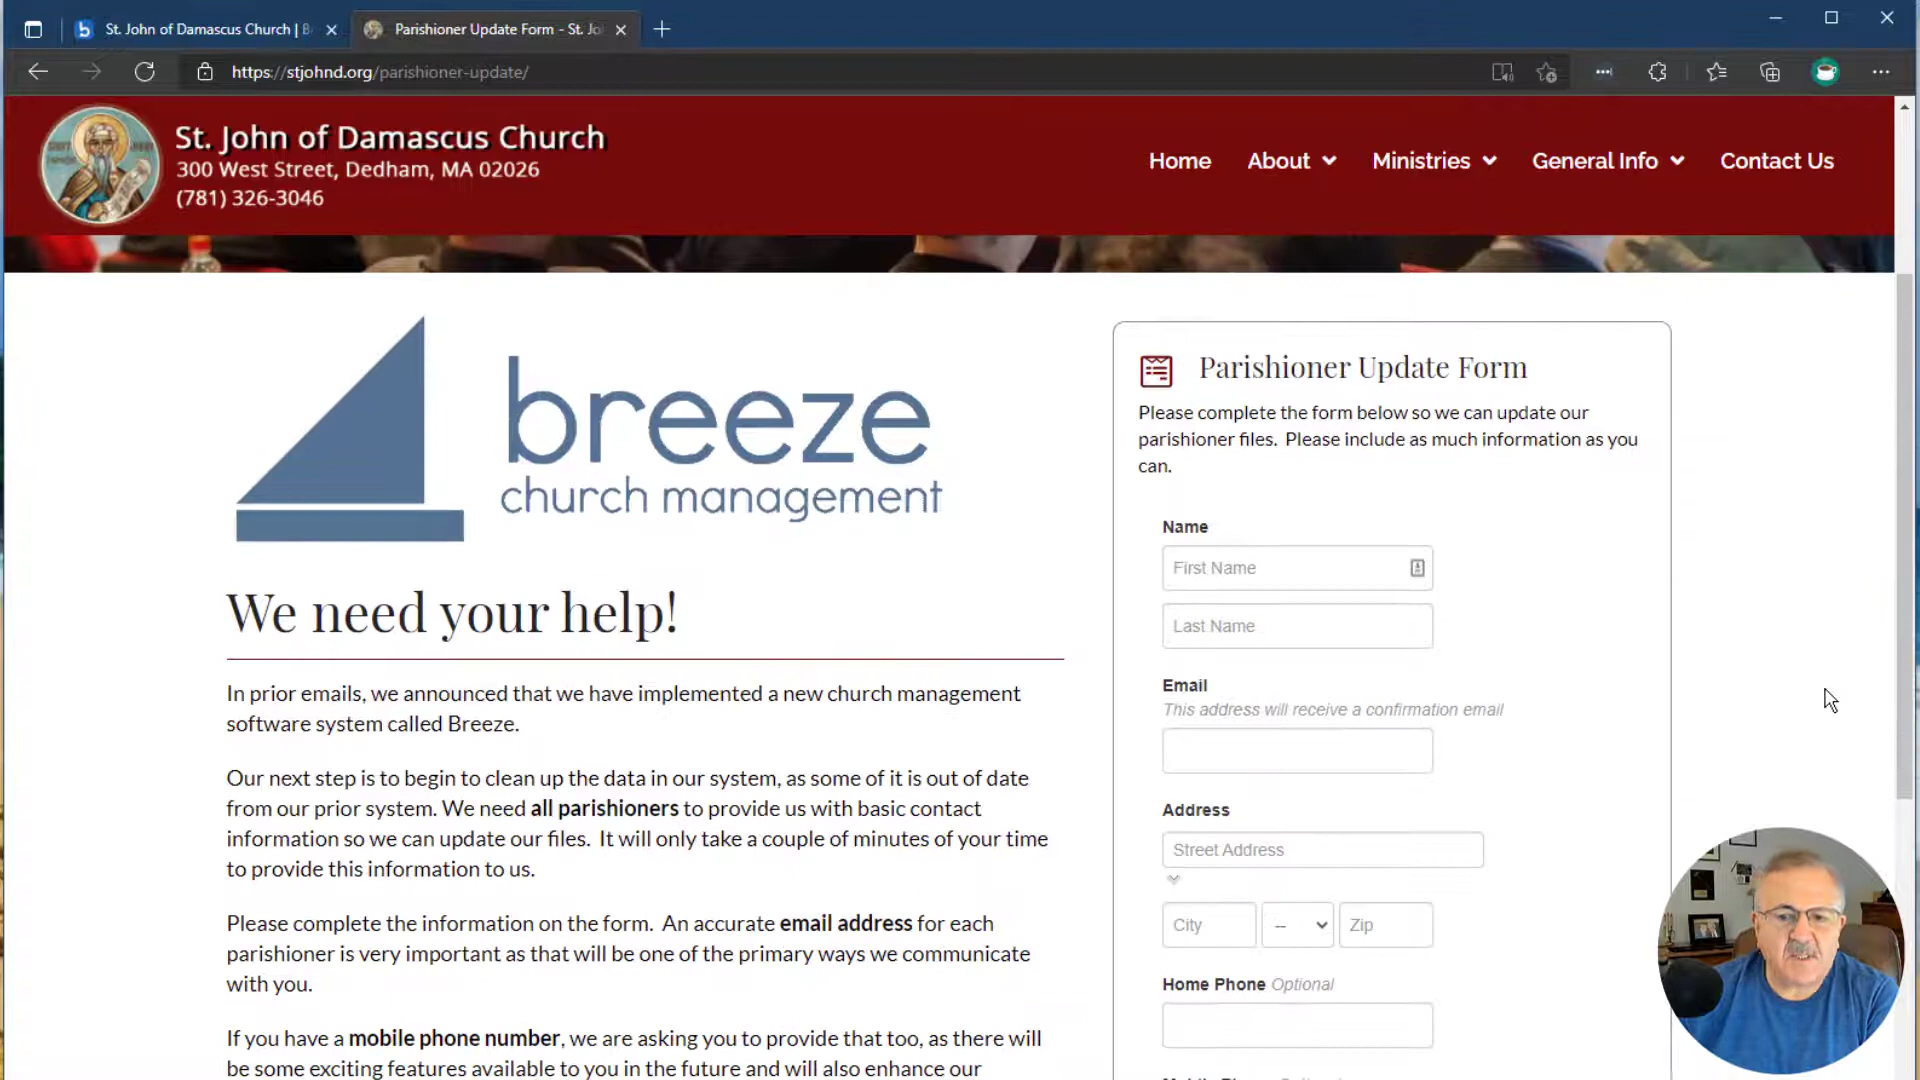 St. John of Damascus Church | B
Parishioner Update Form - St. Jo
https://stjohnd.org/parishioner-update/
St. John of Damascus Church
300 West Street, Dedham, MA 02026
(781) 326-3046
Home
About
Ministries
General Info
Contact Us
breeze
church management
We need your help!
In prior emails, we announced that we have implemented a new church management
software system called Breeze.
Our next step is to begin to clean up the data in our system, as some of it is out of date
from our prior system. We need all parishioners to provide us with basic contact
information so we can update our files. It will only take a couple of minutes of your time
to provide this information to us.
Please complete the information on the form. An accurate email address for each
parishioner is very important as that will be one of the primary ways we communicate
with you.
If you have a mobile phone number, we are asking you to provide that too, as there will
be some exciting features available to you in the future and will also enhance our
Parishioner Update Form
Please complete the form below so we can update our
parishioner files. Please include as much information as you
can.
Name
First Name
Last Name
Email
This address will receive a confirmation email
Address
Street Address
City
--
Zip
Home Phone Optional